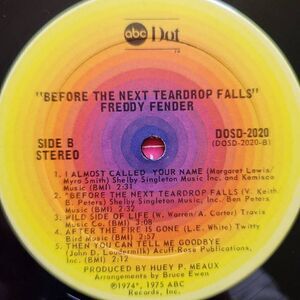 abc Dot
TM
"BEFORE THE NEXT TEARDROP FALLS"
FREDDY FENDER
SIDE B
STEREO
DOSD-2020
(DOSD-2020-B)
1. I ALMOST CALLED YOUR NAME (Margaret Lewis/
Myra Smith) Shelby Singleton Music Inc. and Kemisco
Music (BMI) 2:31
2. "BEFORE THE NEXT TEARDROP FALLS" (V. Keith
B. Peters) Shelby Singleton Music, Inc. Ben Peters
Music (BMI) 2:32
3. WILD SIDE OF LIFE (W. Warren/A. Carter) Travis
Music Co. (BMI) 3:08
4. AFTER THE FIRE IS GONE (L.E. White) Twitty
Bird Music (BMI) 2:53
5. THEN YOU CAN TELL ME GOODBYE
(John D. Loudermilk) Acuff-Rose Publications,
Inc. (BMI)
PRODUCED BY HUEY P. MEAUX
Arrangements by Bruce Ewen
©1974*, 1975 ABC
Records, Inc.